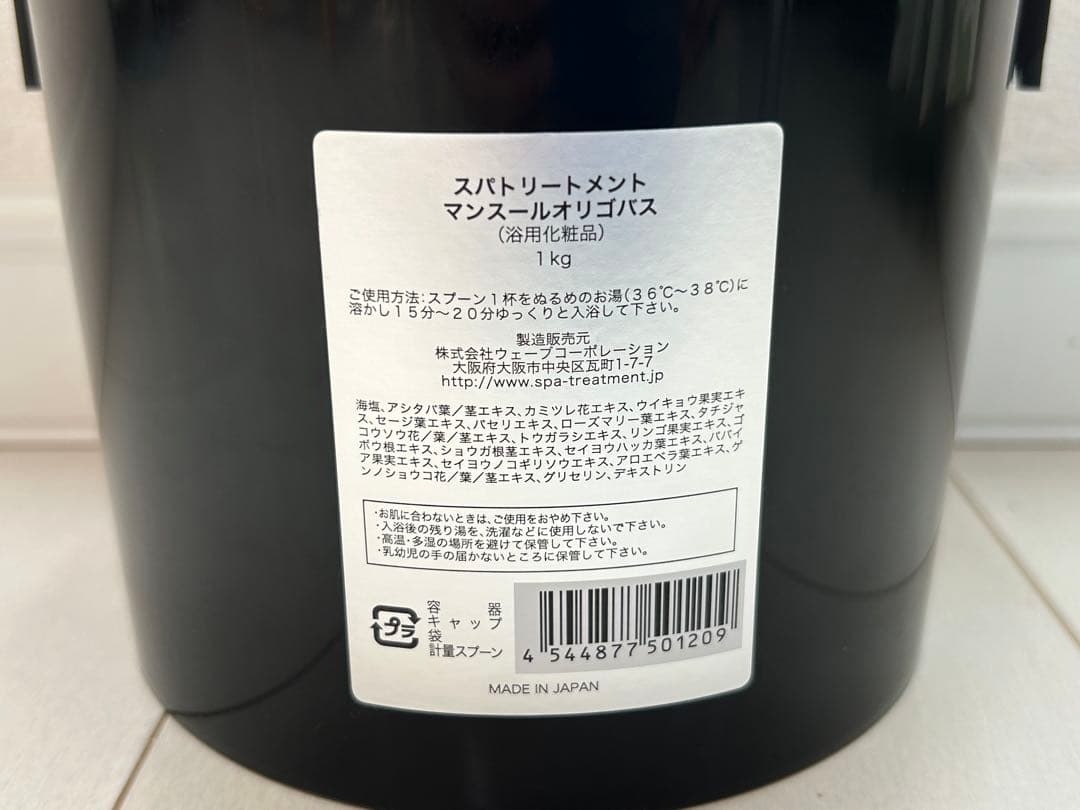 スパトリートメント
マンスールオリゴバス
（浴用化粧品）
1kg
ご使用方法：スプーン１杯をぬるめのお湯（３６℃〜３８℃）に
溶かし１５分〜２０分ゆっくりと入浴して下さい。
製造販売元
株式会社ウェーブコーポレーション
大阪府大阪市中央区瓦町1-7-7
http://www.spa-treatment.jp
海塩、アシタバ葉／茎エキス、カミツレ花エキス、ウイキョウ果実エキ
ス、セージ葉エキス、パセリエキス、ローズマリー葉エキス、タチジャ
コウソウ花／葉／茎エキス、トウガラシエキス、リンゴ果実エキス、ゴ
ボウ根エキス、ショウガ根茎エキス、セイヨウハッカ葉エキス、パパイ
ア果実エキス、セイヨウノコギリソウエキス、アロエベラ葉エキス、ゲ
ンノショウコ花／葉／茎エキス、グリセリン、デキストリン
・お肌に合わないときは、ご使用をおやめ下さい。
・入浴後の残り湯を、洗濯などに使用しないで下さい。
・高温・多湿の場所を避けて保管して下さい。
・乳幼児の手の届かないところに保管して下さい。
プラ
容器
キャップ
袋
計量スプーン
4 544877 501209
MADE IN JAPAN